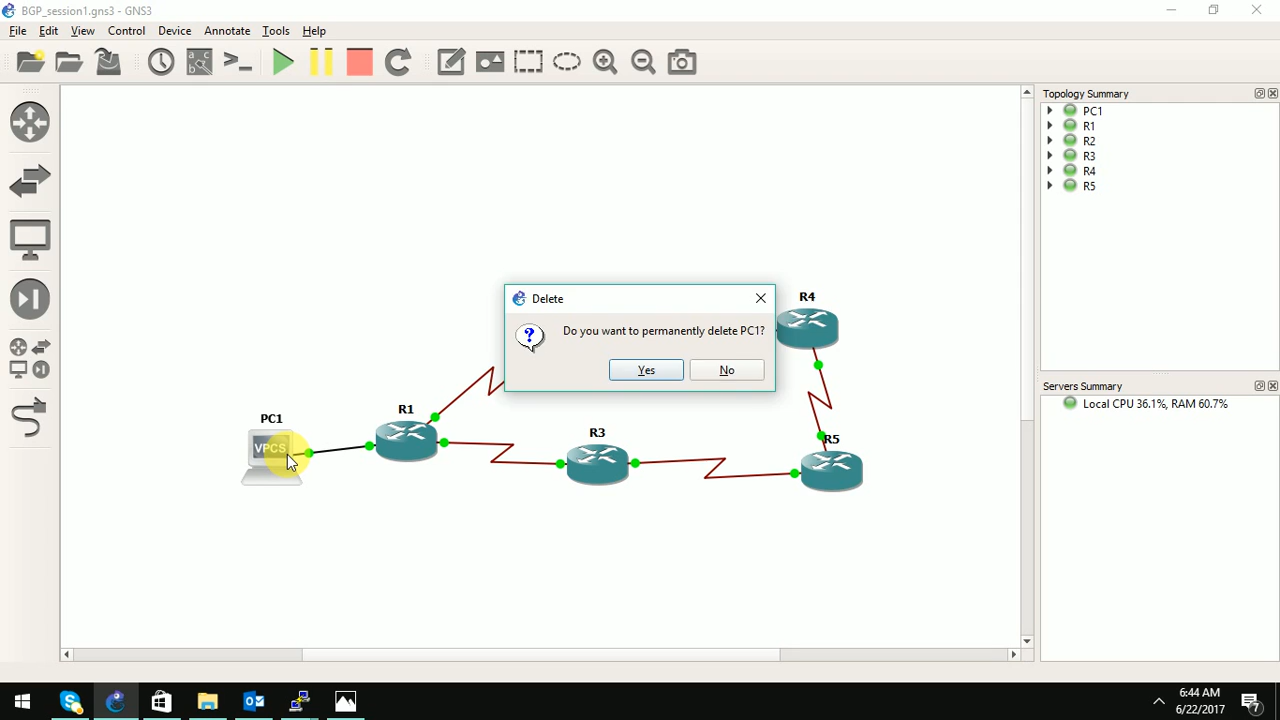 BGP_session1.gns3 - GNS3
File Edit View Control Device Annotate Tools Help
Topology Summary
PC1
R1
R2
R3
R4
R5
Servers Summary
Local CPU 36.1%, RAM 60.7%
Delete
Do you want to permanently delete PC1?
Yes No
R4
PC1
VPCS
R1
R3
R5
6:44 AM
6/22/2017
7